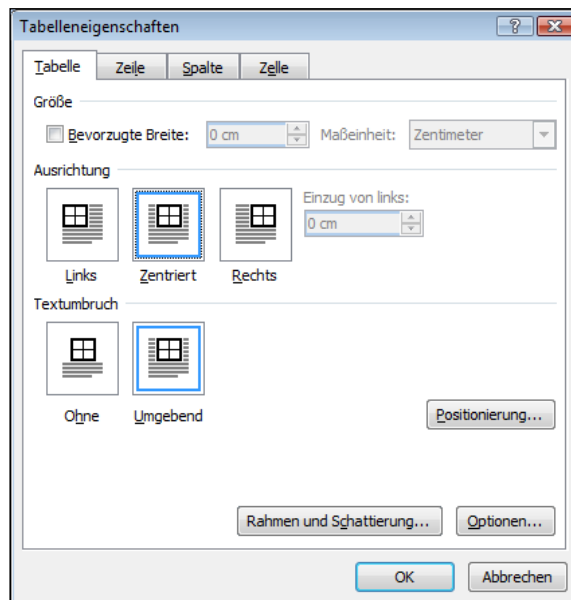 Tabelleneigenschaften
Tabelle Zeile Spalte Zelle
Größe
Bevorzugte Breite: 0 cm Maßeinheit: Zentimeter
Ausrichtung
Einzug von links:
0 cm
Links Zentriert Rechts
Textumbruch
Ohne Umgebend
Positionierung...
Rahmen und Schattierung... Optionen...
OK Abbrechen